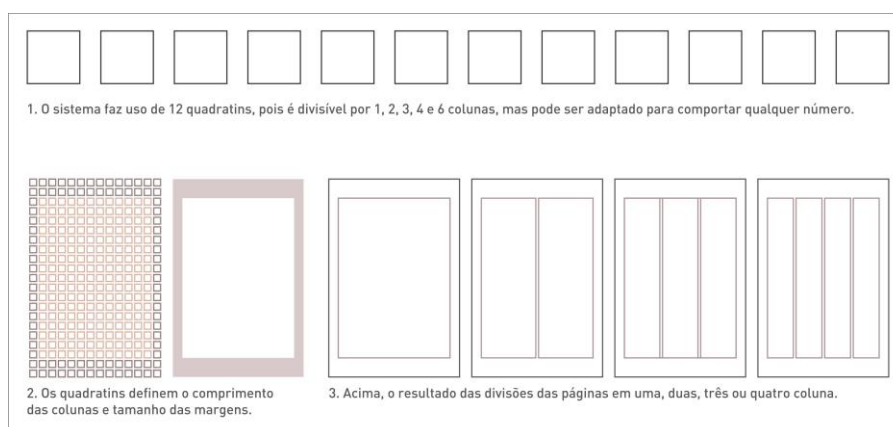 1. O sistema faz uso de 12 quadratins, pois é divisível por 1, 2, 3, 4 e 6 colunas, mas pode ser adaptado para comportar qualquer número.
2. Os quadratins definem o comprimento
das colunas e tamanho das margens.
3. Acima, o resultado das divisões das páginas em uma, duas, três ou quatro coluna.